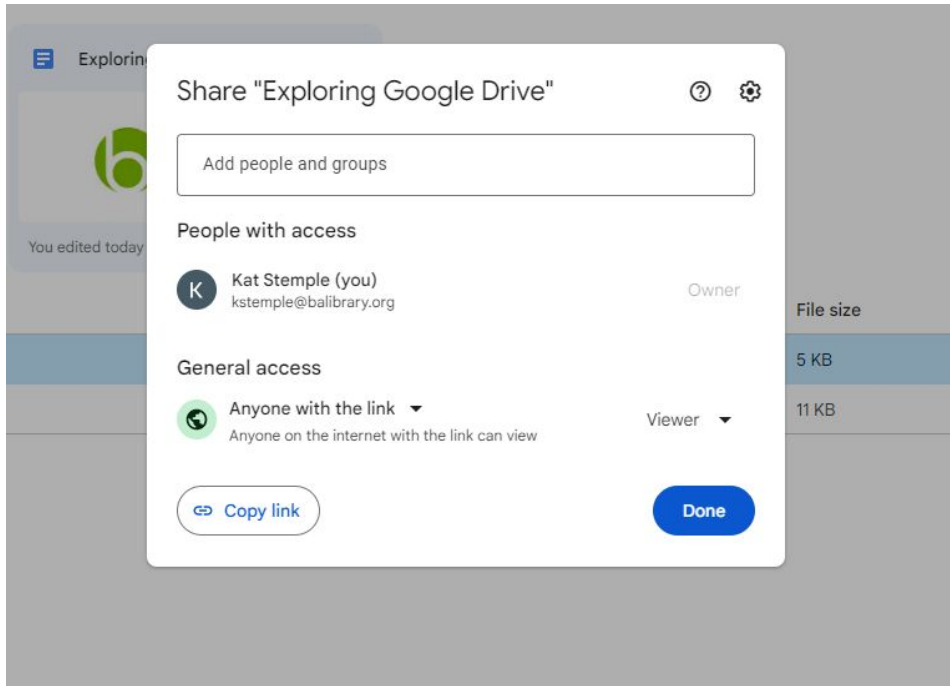 Explorin
Share "Exploring Google Drive"
Add people and groups
People with access
You edited today
K
Kat Stemple (you)
kstemple@balibrary.org
Owner
File size
5 KB
General access
Anyone with the link
Anyone on the internet with the link can view
Viewer
11 KB
Copy link
Done